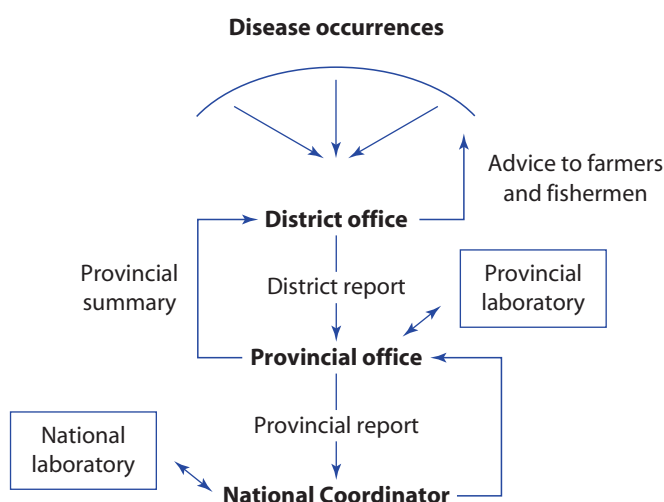 Disease occurrences
Advice to farmers
and fishermen
District office
Provincial
summary
District report
Provincial
laboratory
Provincial office
Provincial report
National
laboratory
National Coordinator